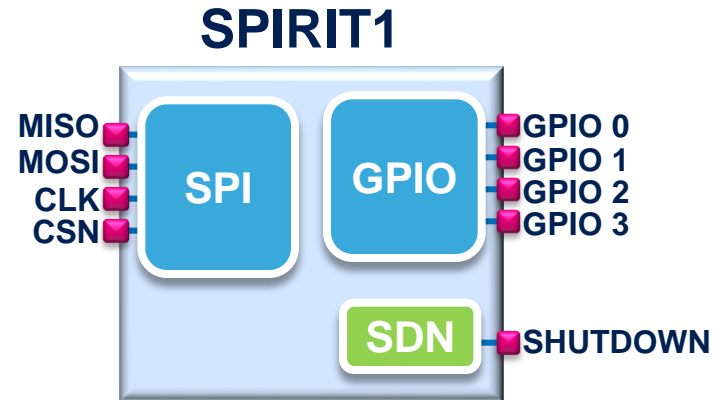 SPIRIT1
MISO
MOSI
CLK
CSN
SPI
GPIO
GPIO 0
GPIO 1
GPIO 2
GPIO 3
SDN
SHUTDOWN